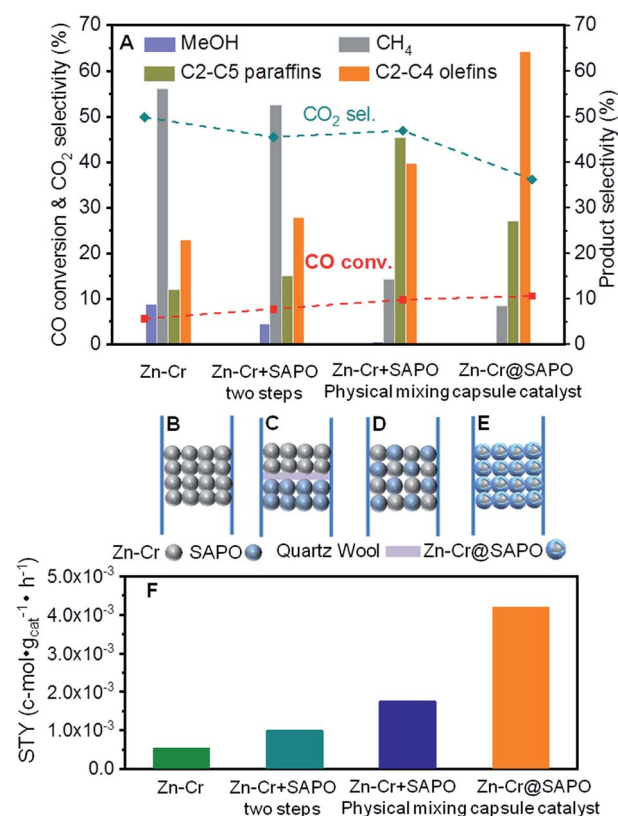 A
MeOH
CH4
C2-C5 paraffins
C2-C4 olefins
CO2 sel.
CO conv.
CO conversion & CO2 selectivity (%)
70
60
50
40
30
20
10
0
Product selectivity (%)
70
60
50
40
30
20
10
0
Zn-Cr
Zn-Cr+SAPO
two steps
Zn-Cr+SAPO
Physical mixing
Zn-Cr@SAPO
capsule catalyst
B
C
D
E
Zn-Cr
SAPO
Quartz Wool
Zn-Cr@SAPO
F
STY (c-mol•gcat⁻¹• h⁻¹)
5.0x10⁻³
4.0x10⁻³
3.0x10⁻³
2.0x10⁻³
1.0x10⁻³
0.0
Zn-Cr
Zn-Cr+SAPO
two steps
Zn-Cr+SAPO
Physical mixing
Zn-Cr@SAPO
capsule catalyst